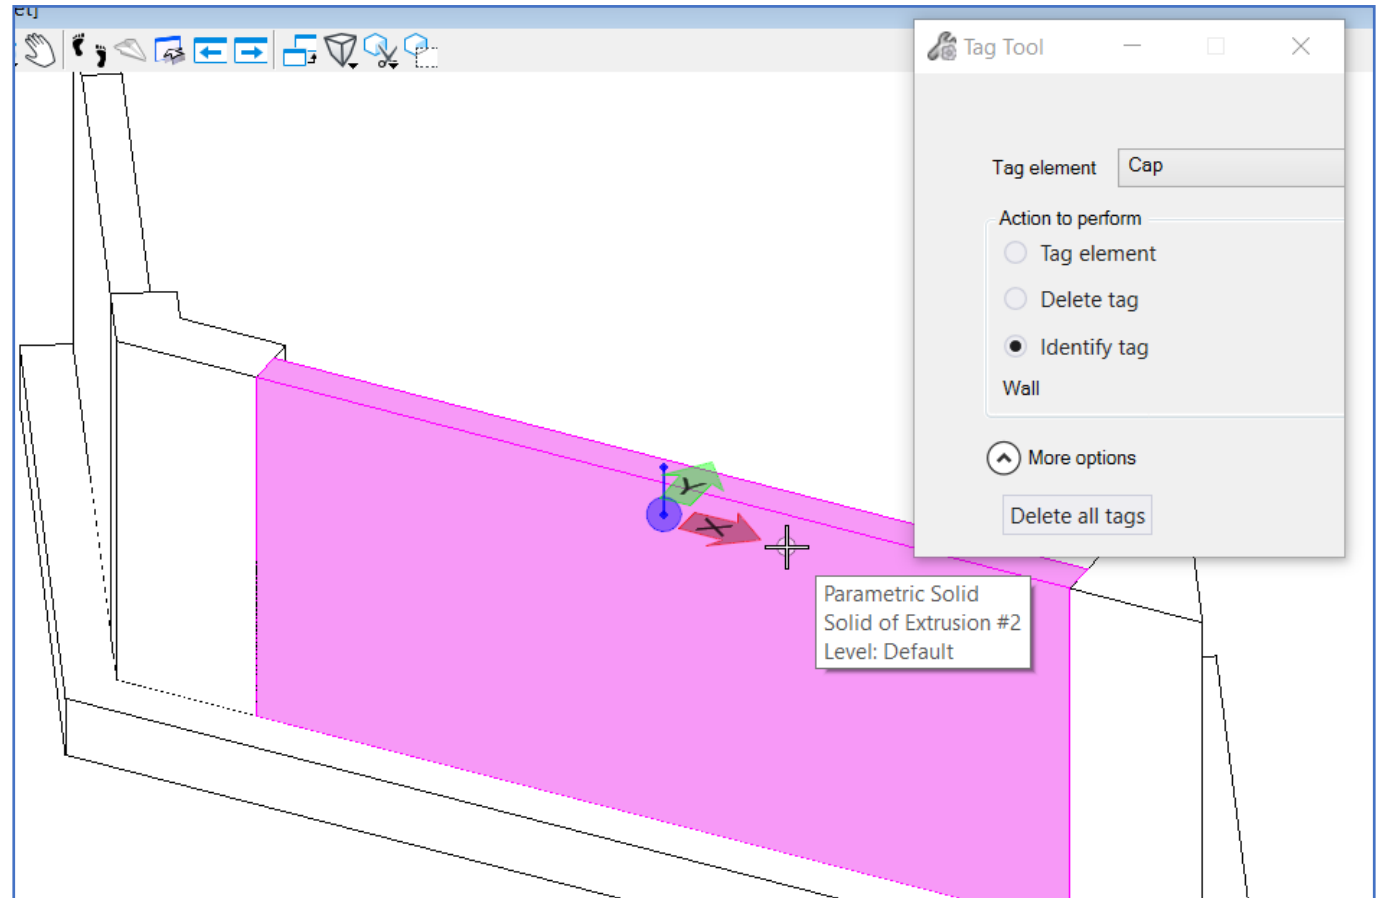 Tag Tool
Tag element Cap
Action to perform
Tag element
Delete tag
Identify tag
Wall
More options
Delete all tags
Y
X
Parametric Solid
Solid of Extrusion #2
Level: Default